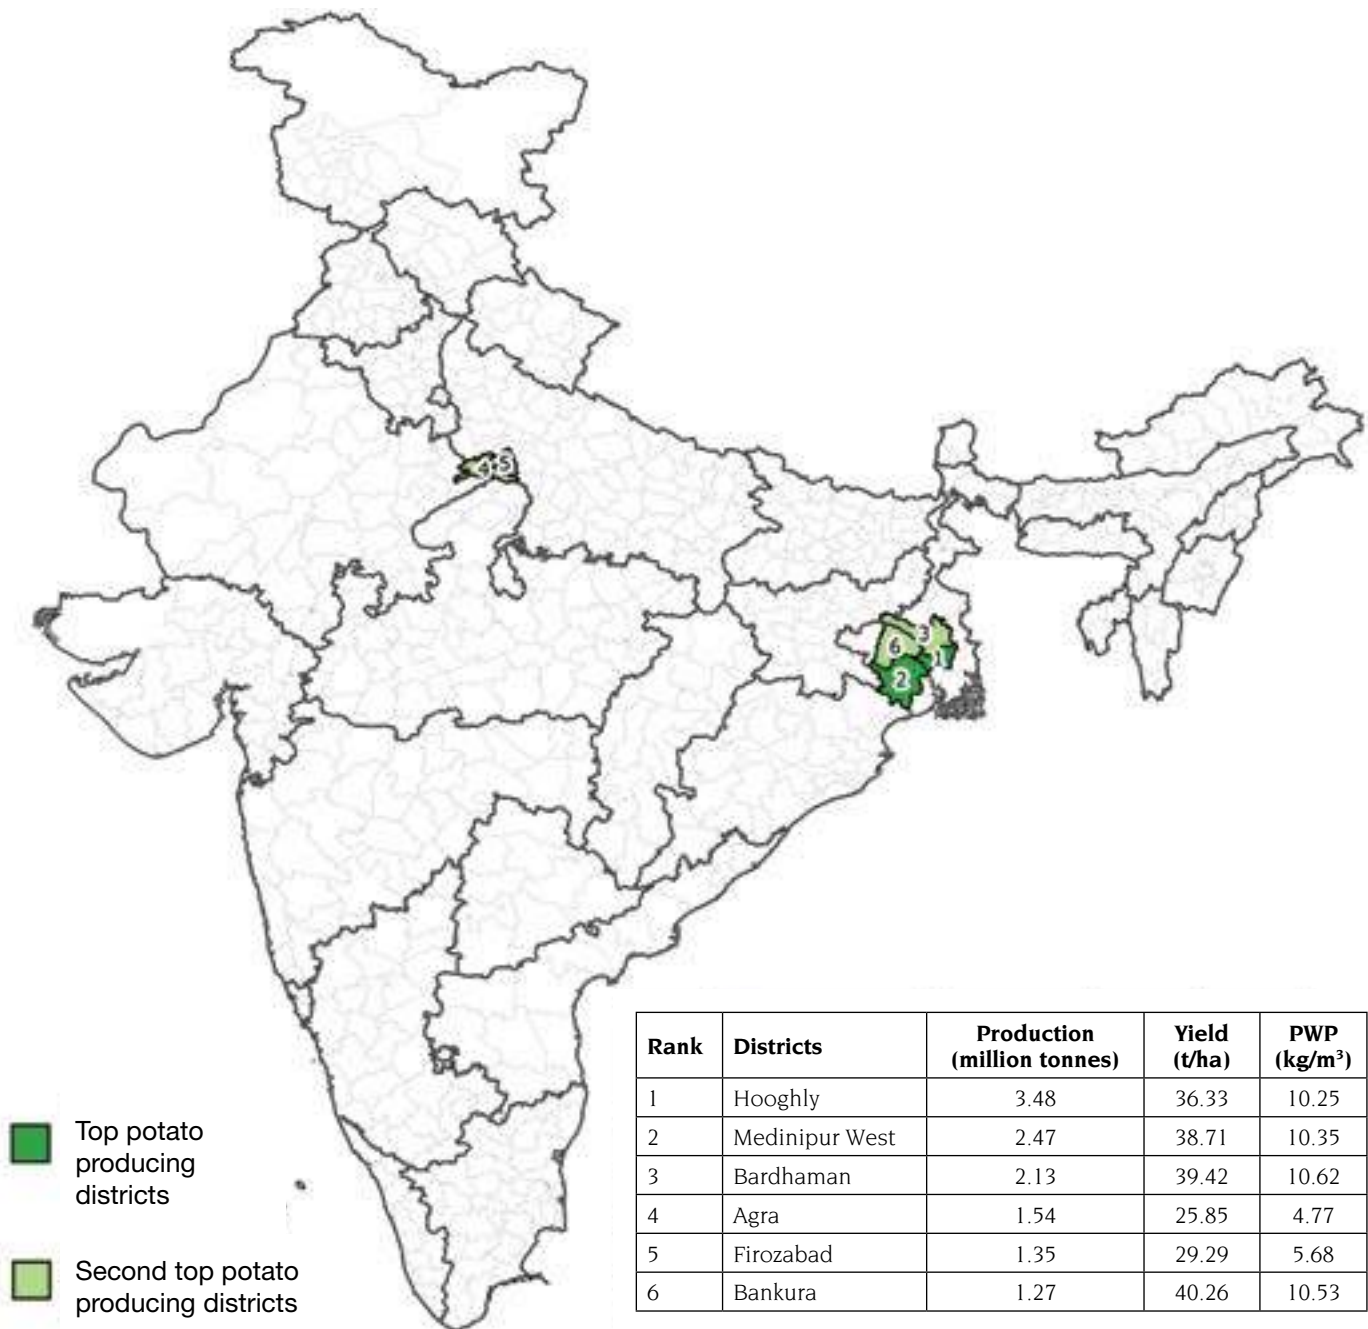 4 5
3
6 1
2
Rank Districts Production (million tonnes) Yield (t/ha) PWP (kg/m³)
1 Hooghly 3.48 36.33 10.25
2 Medinipur West 2.47 38.71 10.35
3 Bardhaman 2.13 39.42 10.62
4 Agra 1.54 25.85 4.77
5 Firozabad 1.35 29.29 5.68
6 Bankura 1.27 40.26 10.53
Top potato
producing
districts
Second top potato
producing districts